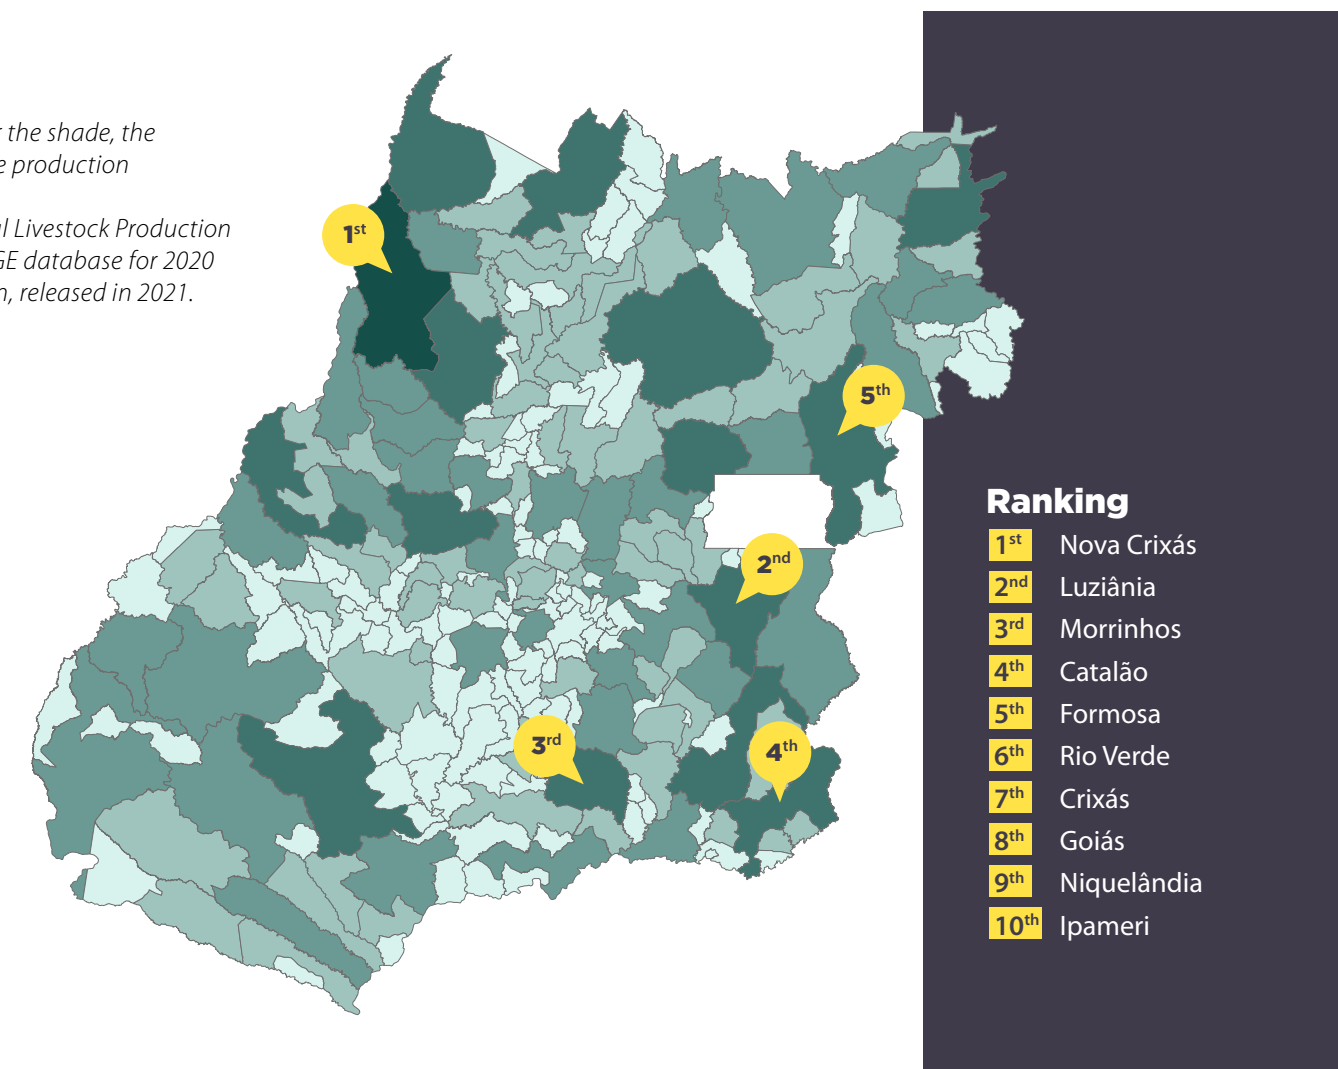 the shade, the
production
Livestock Production
database for 2020
released in 2021.
1st
5th
2nd
3rd
4th
Ranking
1st Nova Crixás
2nd Luziânia
3rd Morrinhos
4th Catalão
5th Formosa
6th Rio Verde
7th Crixás
8th Goiás
9th Niquelândia
10th Ipameri